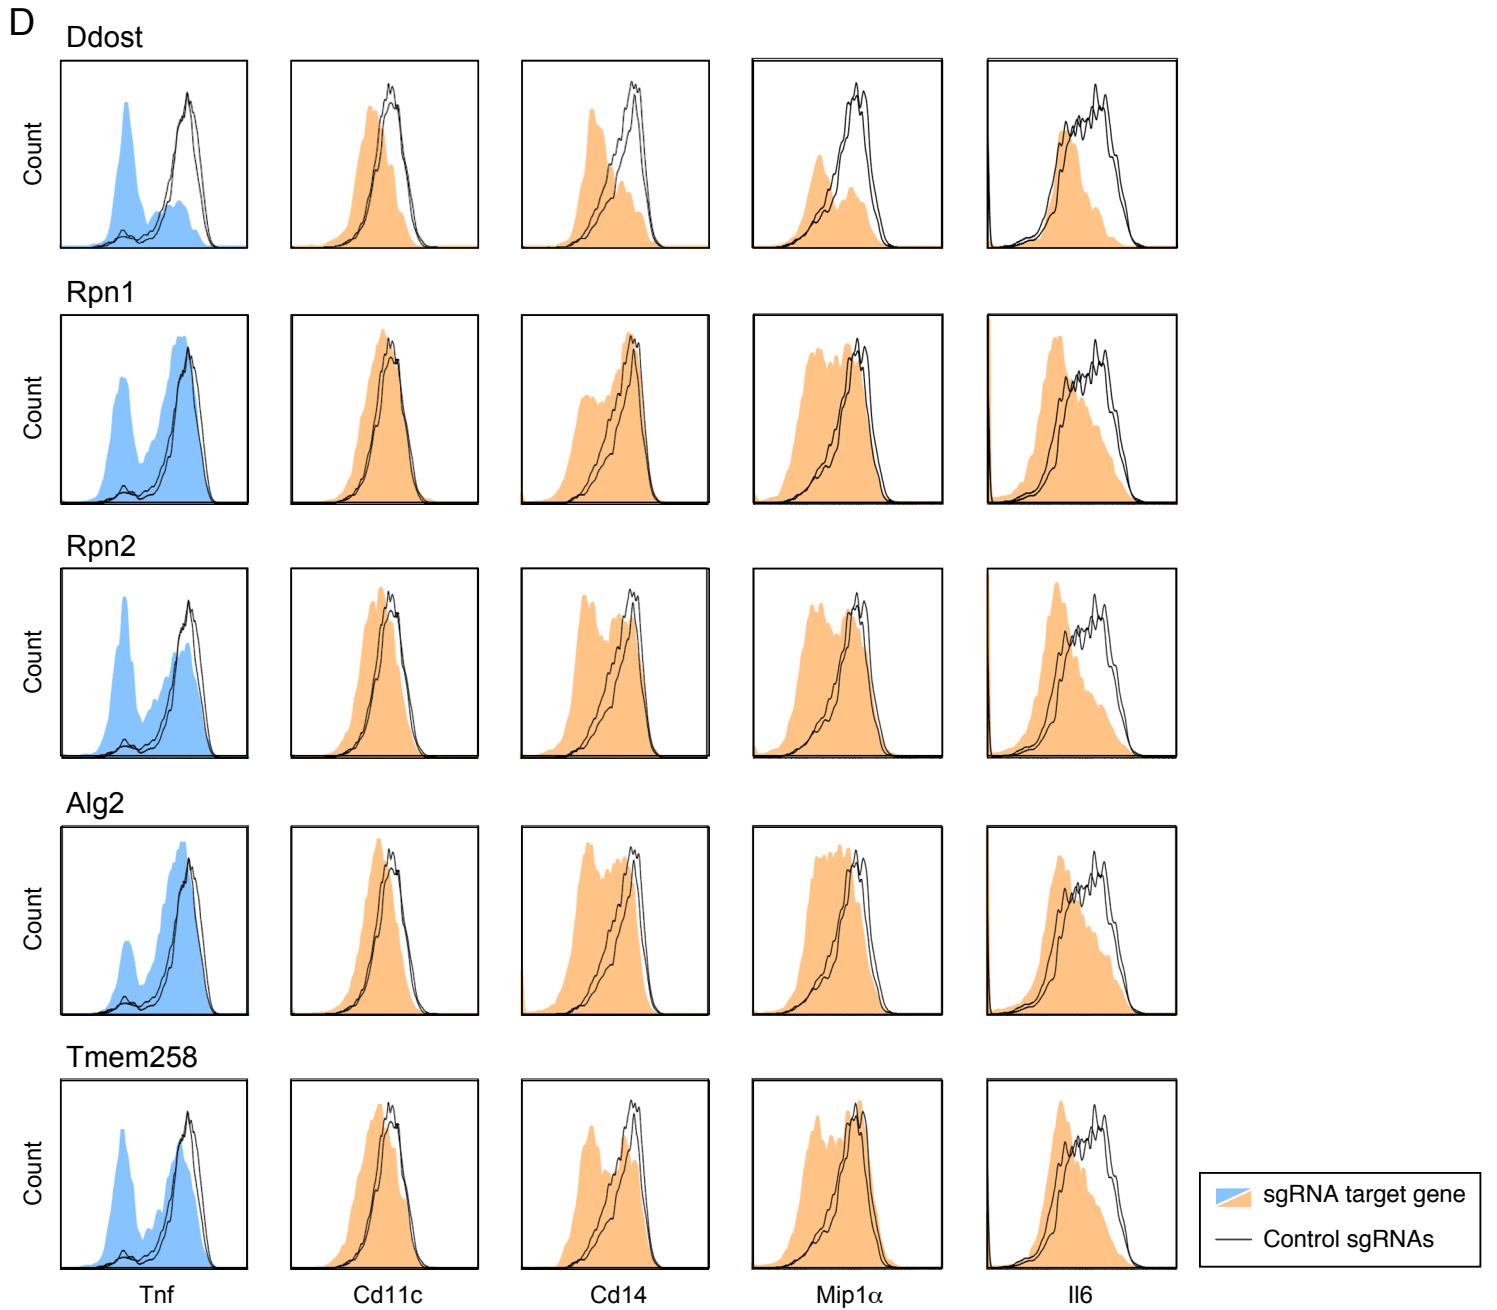 D
Ddost
Count
Rpn1
Count
Rpn2
Count
Alg2
Count
Tmem258
Count
Tnf
Cd11c
Cd14
Mip1α
Il6
sgRNA target gene
Control sgRNAs